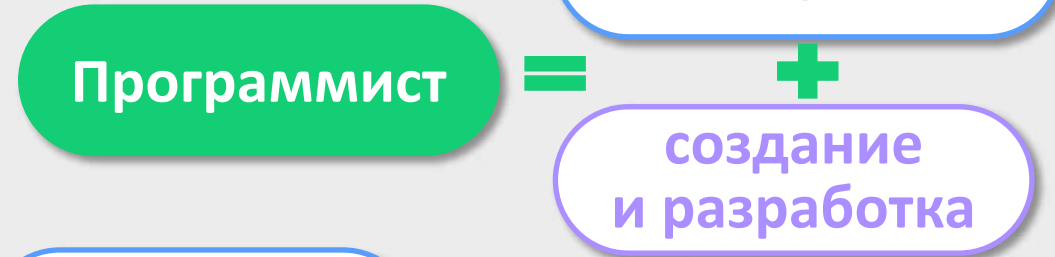 Программист
=
+
создание
и разработка